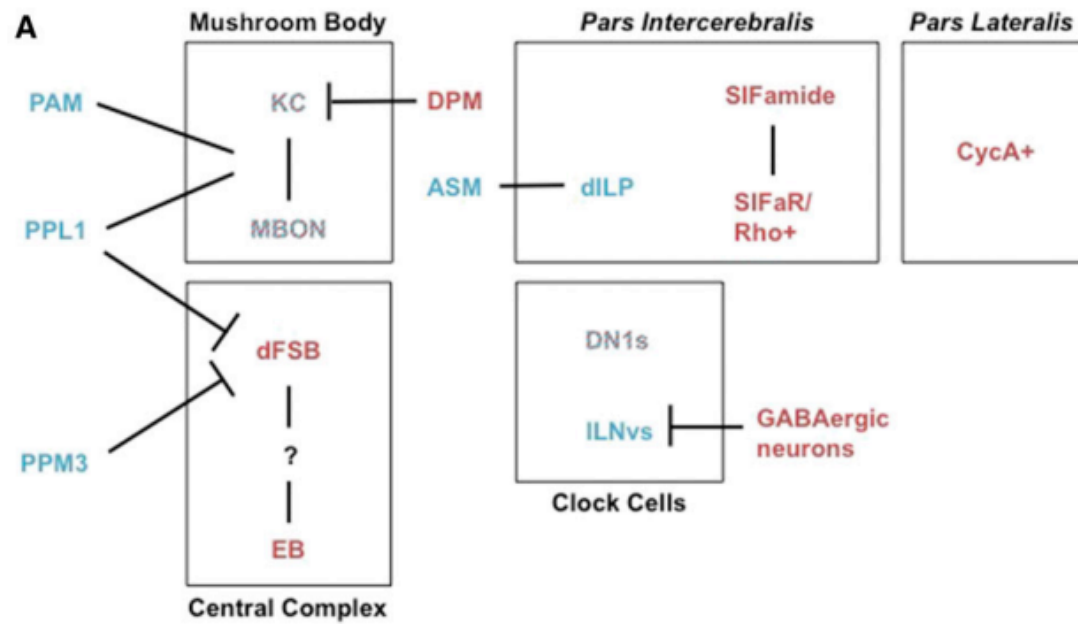 A
Mushroom Body
Pars Intercerebralis
Pars Lateralis
PAM
KC
DPM
SIFamide
CycA+
ASM
dILP
SIFaR/
Rho+
PPL1
MBON
dFSB
DN1s
?
lLNvs
GABAergic
neurons
PPM3
EB
Clock Cells
Central Complex